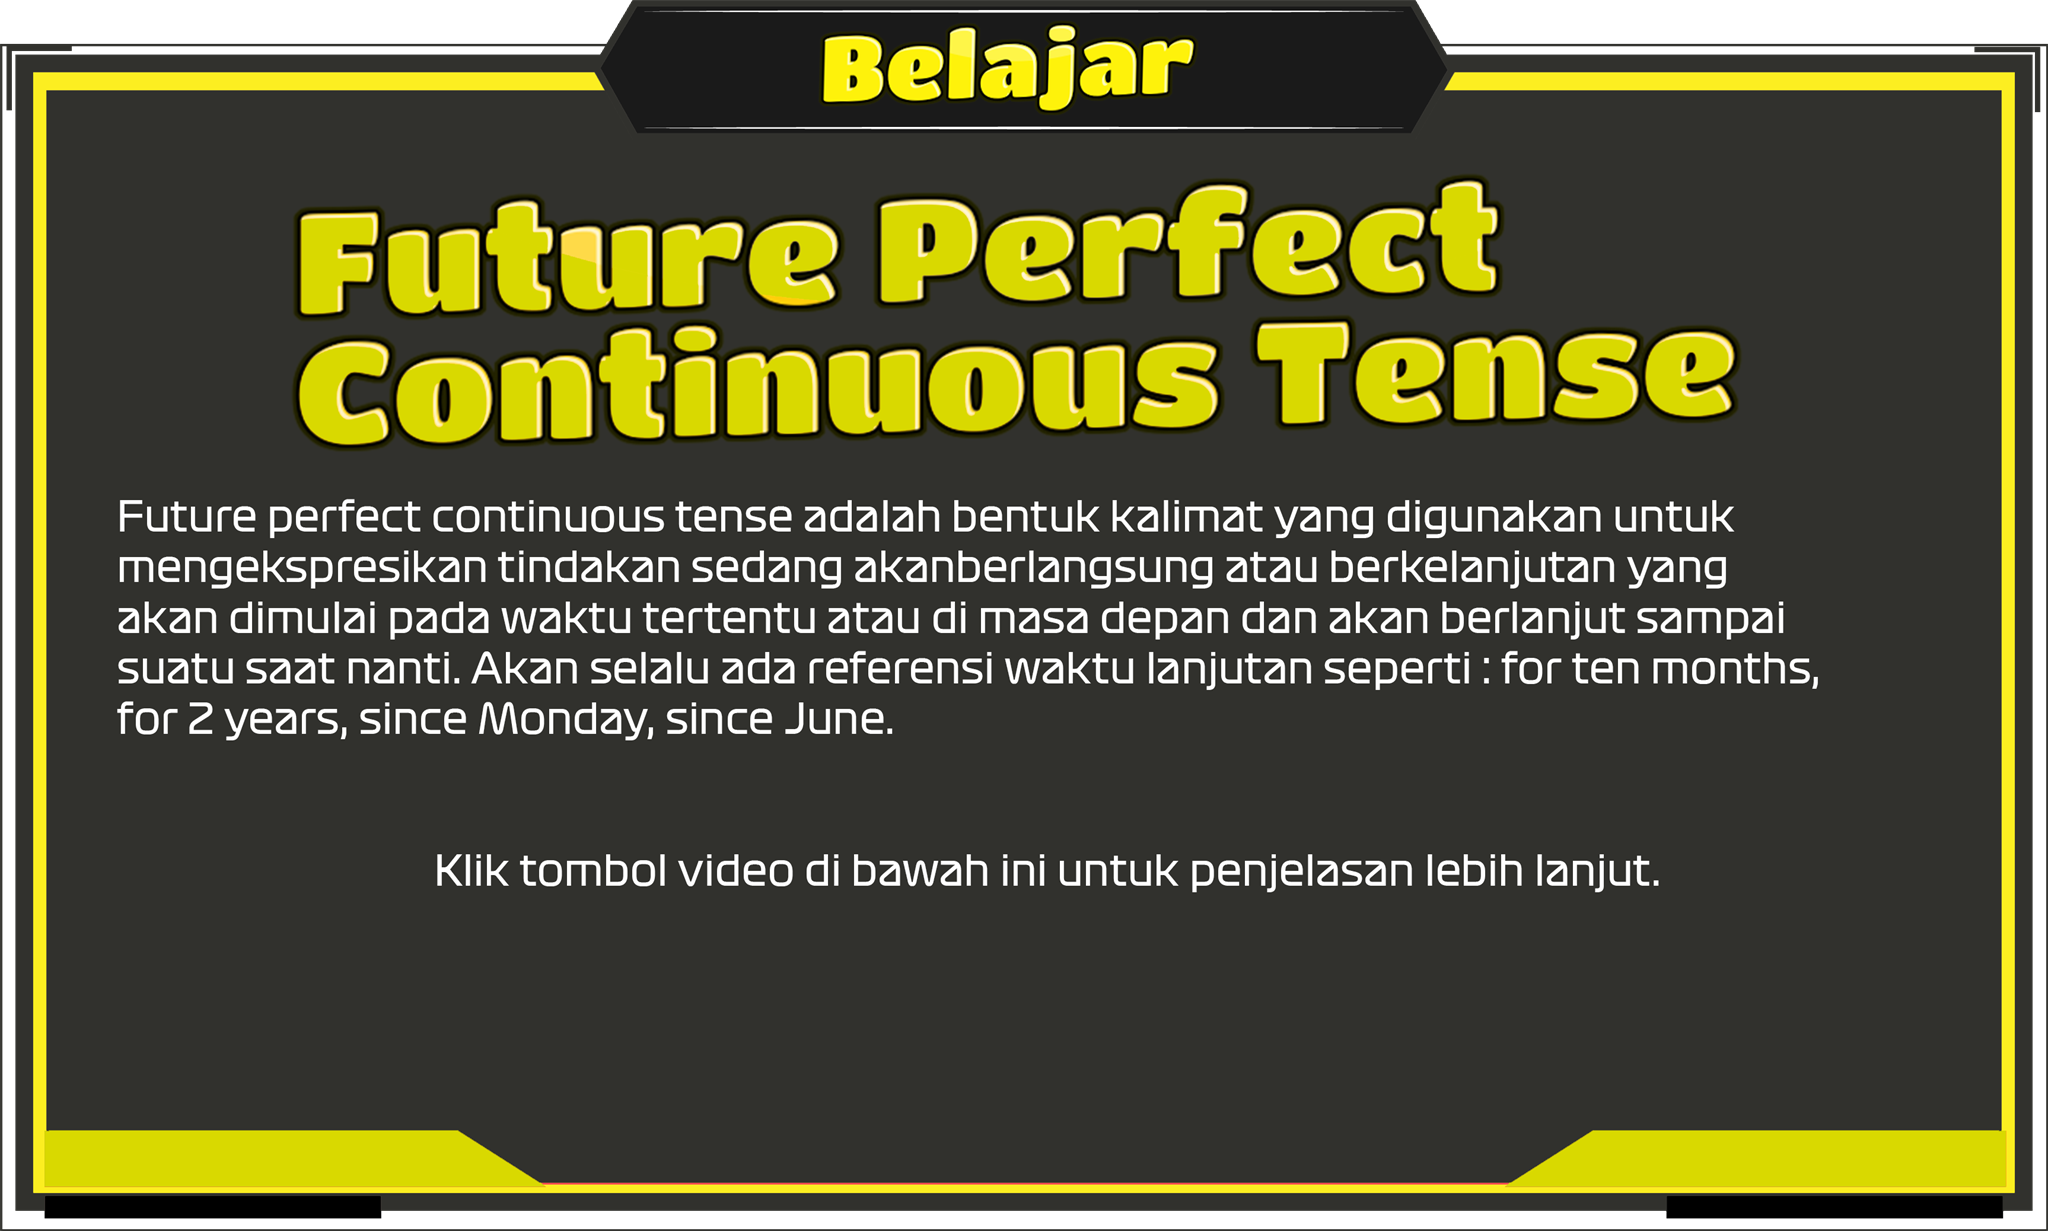 Belajar
Future Perfect
Continuous Tense
Future perfect continuous tense adalah bentuk kalimat yang digunakan untuk
mengekspresikan tindakan sedang akanberlangsung atau berkelanjutan yang
akan dimulai pada waktu tertentu atau di masa depan dan akan berlanjut sampai
suatu saat nanti. Akan selalu ada referensi waktu lanjutan seperti : for ten months,
for 2 years, since Monday, since June.
Klik tombol video di bawah ini untuk penjelasan lebih lanjut.